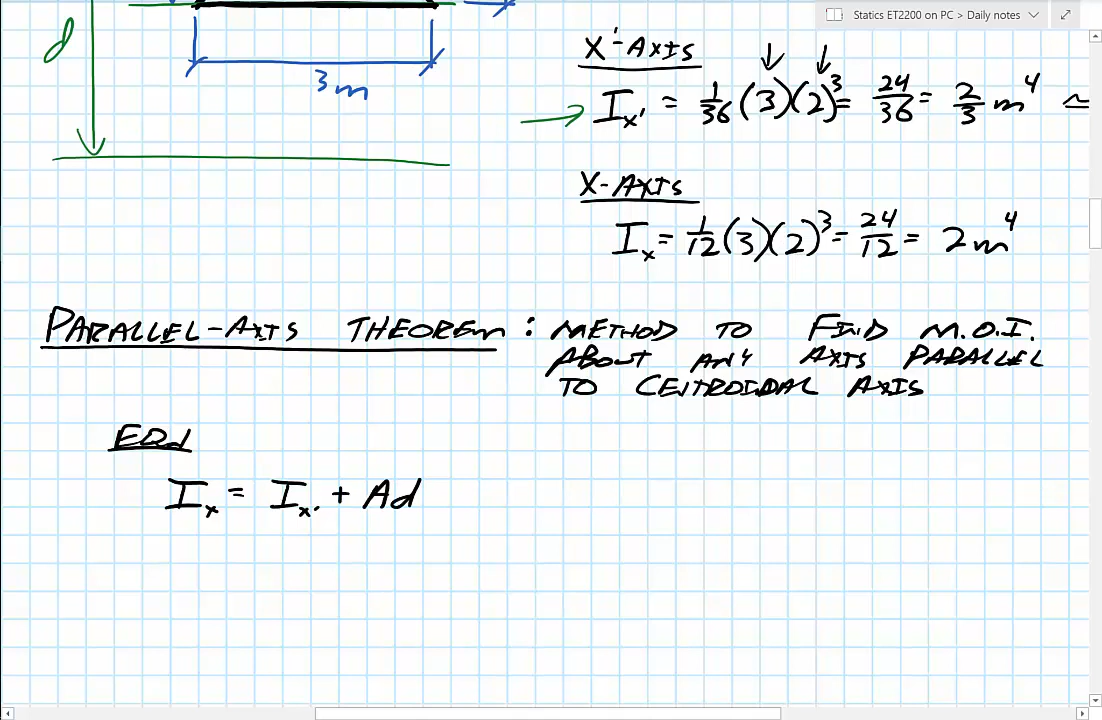 Statics ET2200 on PC > Daily notes
d
3m
X'-AXIS
Ix' = 1/36 (3)(2)³ = 24/36 = 2/3 m⁴ ≃
X-AXIS
Ix = 1/12 (3)(2)³ = 24/12 = 2m⁴
PARALLEL-AXIS THEOREM : METHOD TO FIND M.O.I.
ABOUT ANY AXIS PARALLEL
TO CENTROIDAL AXIS
Ix = Ix' + Ad